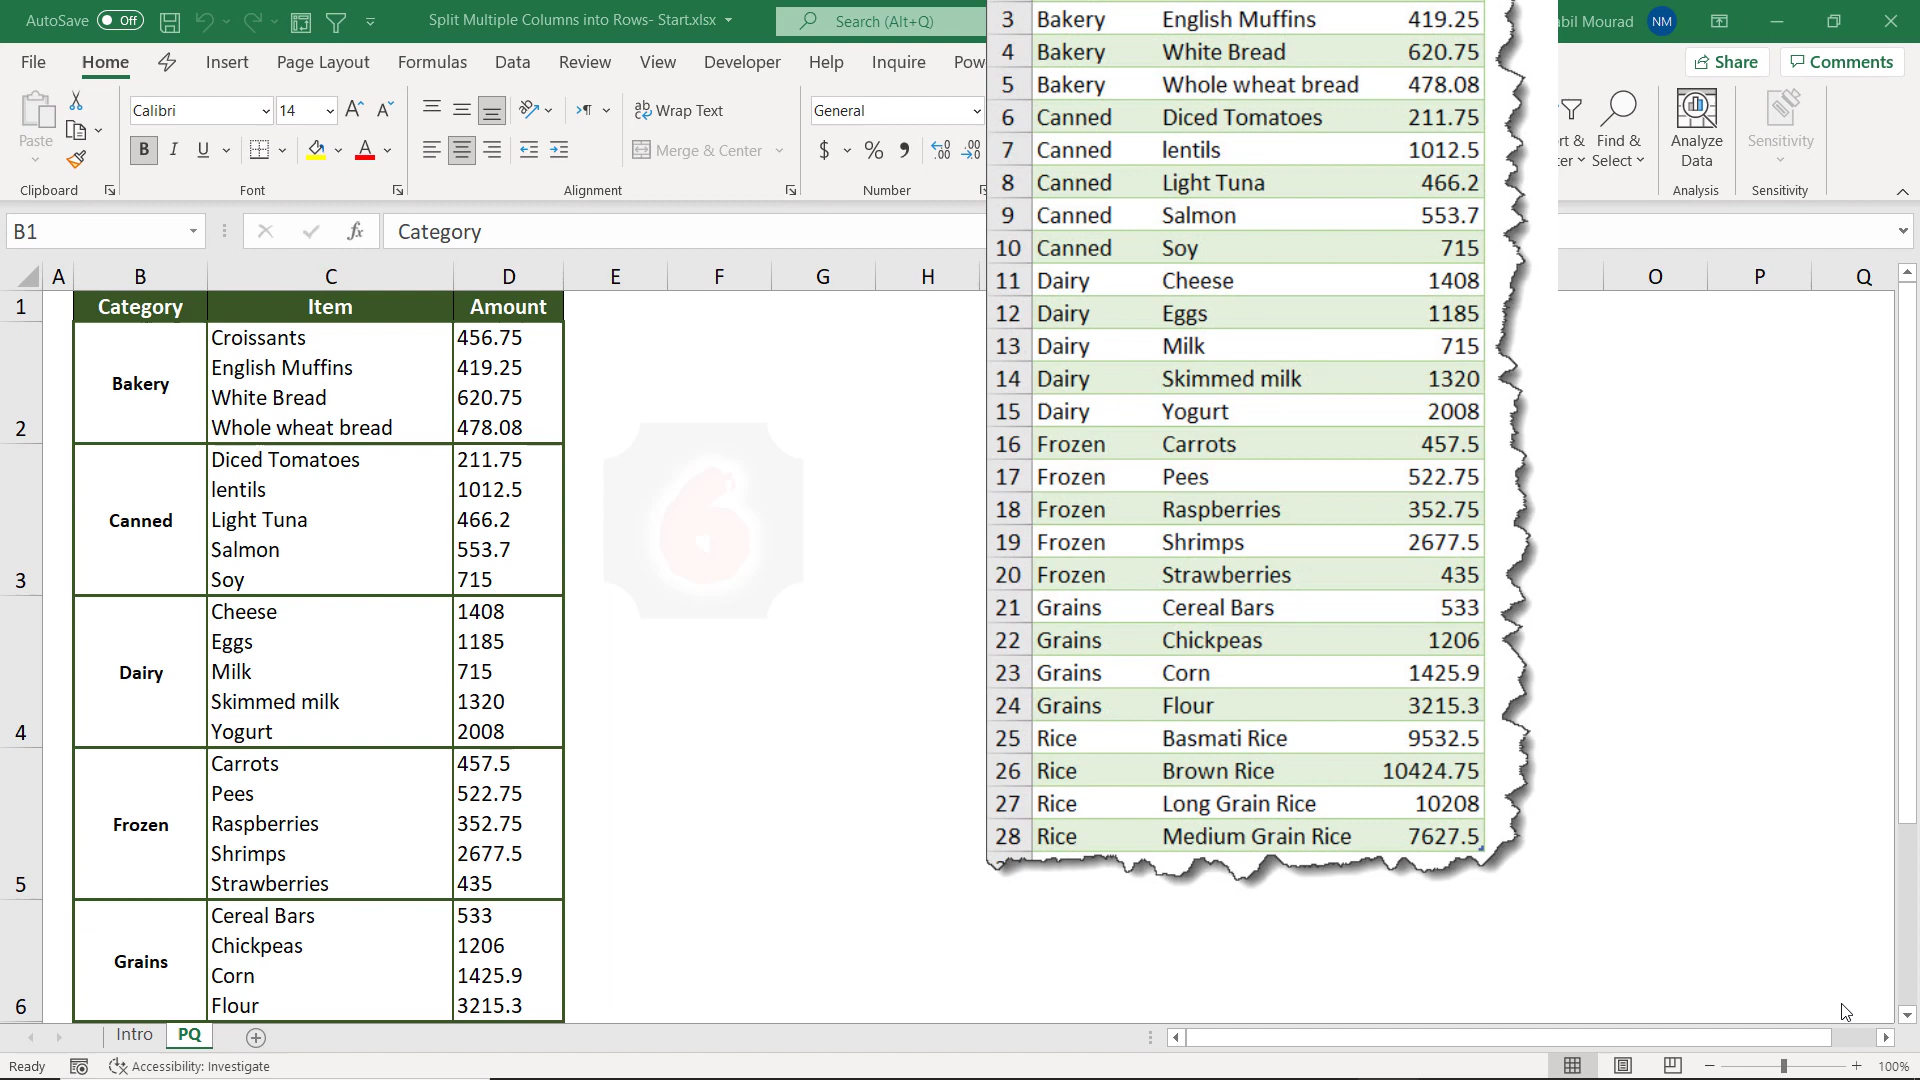 AutoSave Off
Split Multiple Columns into Rows- Start.xlsx
Search (Alt+Q)
bil Mourad NM
File Home Insert Page Layout Formulas Data Review View Developer Help Inquire Pow
Share Comments
Paste
Calibri 14
B I U A
Wrap Text
Merge & Center
General
$ %
rt & Find &
er Select
Analyze
Data
Sensitivity
Clipboard Font Alignment Number Analysis Sensitivity
B1 fx Category
A B C D E F G H O P Q
1 Category Item Amount
2 Bakery
Croissants 456.75
English Muffins 419.25
White Bread 620.75
Whole wheat bread 478.08
3 Canned
Diced Tomatoes 211.75
lentils 1012.5
Light Tuna 466.2
Salmon 553.7
Soy 715
4 Dairy
Cheese 1408
Eggs 1185
Milk 715
Skimmed milk 1320
Yogurt 2008
5 Frozen
Carrots 457.5
Pees 522.75
Raspberries 352.75
Shrimps 2677.5
Strawberries 435
6 Grains
Cereal Bars 533
Chickpeas 1206
Corn 1425.9
Flour 3215.3
6
3 Bakery English Muffins 419.25
4 Bakery White Bread 620.75
5 Bakery Whole wheat bread 478.08
6 Canned Diced Tomatoes 211.75
7 Canned lentils 1012.5
8 Canned Light Tuna 466.2
9 Canned Salmon 553.7
10 Canned Soy 715
11 Dairy Cheese 1408
12 Dairy Eggs 1185
13 Dairy Milk 715
14 Dairy Skimmed milk 1320
15 Dairy Yogurt 2008
16 Frozen Carrots 457.5
17 Frozen Pees 522.75
18 Frozen Raspberries 352.75
19 Frozen Shrimps 2677.5
20 Frozen Strawberries 435
21 Grains Cereal Bars 533
22 Grains Chickpeas 1206
23 Grains Corn 1425.9
24 Grains Flour 3215.3
25 Rice Basmati Rice 9532.5
26 Rice Brown Rice 10424.75
27 Rice Long Grain Rice 10208
28 Rice Medium Grain Rice 7627.5
Intro PQ
Ready Accessibility: Investigate 100%